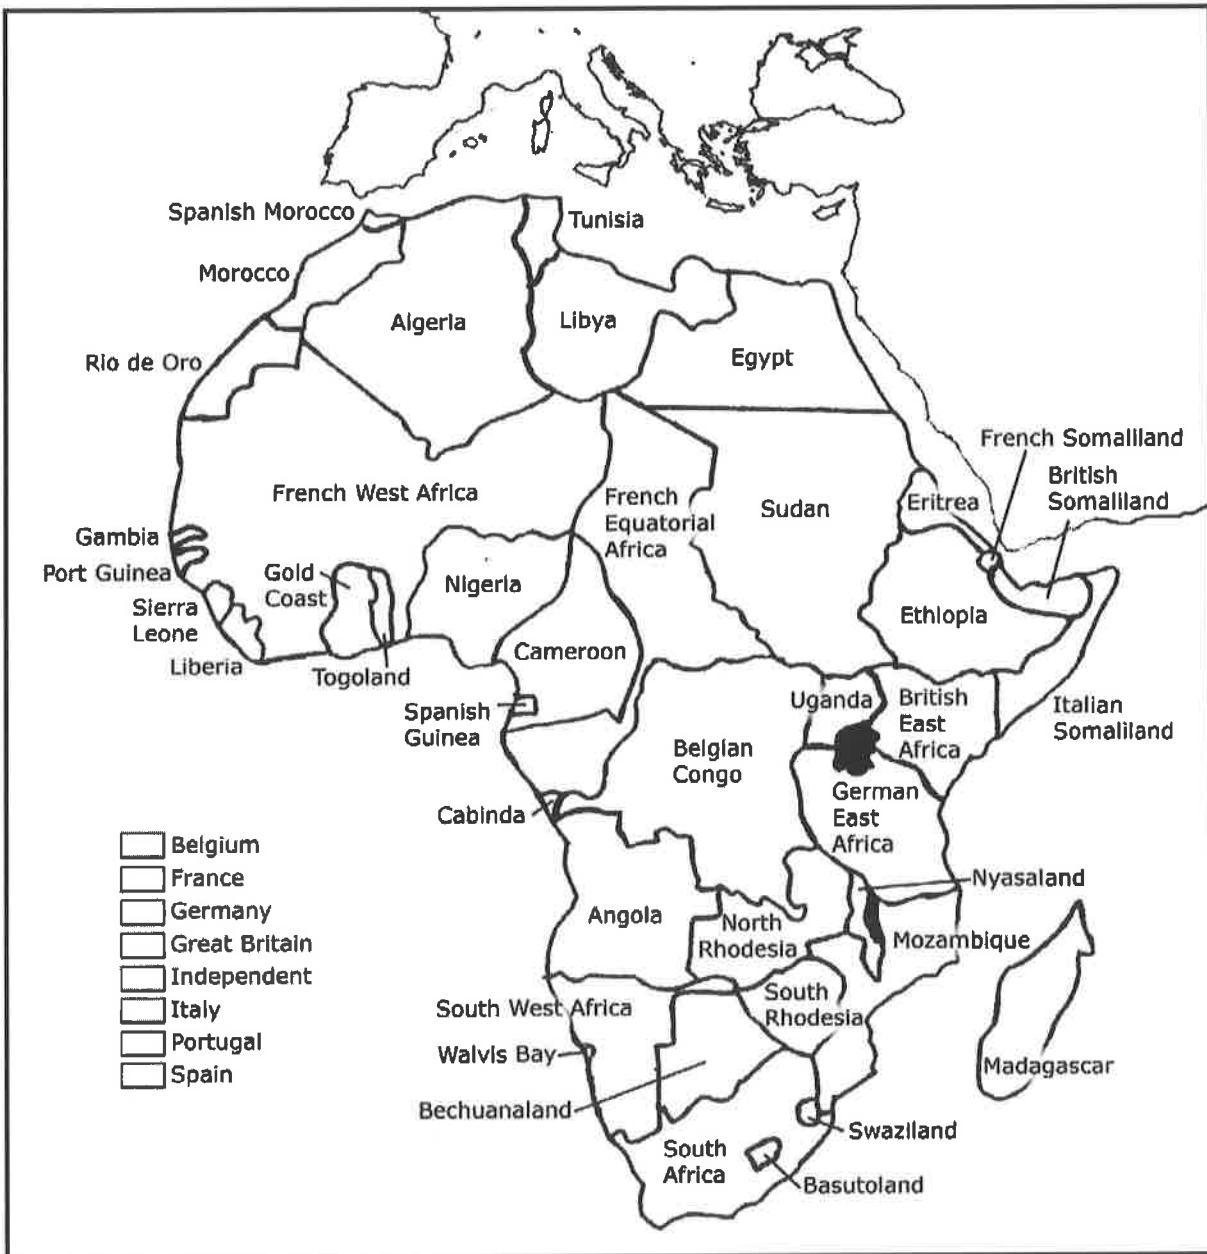 Spanish Morocco
Tunisia
Morocco
Algeria
Libya
Egypt
Rio de Oro
French Somaliland
British
Somaliland
French West Africa
French
Equatorial
Africa
Sudan
Eritrea
Gambia
Port Guinea
Gold
Coast
Nigeria
Sierra
Leone
Ethiopia
Liberia
Togoland
Cameroon
Spanish
Guinea
Uganda
British
East
Africa
Italian
Somaliland
Belgian
Congo
German
East
Africa
Cabinda
Nyasaland
Angola
North
Rhodesia
Mozambique
South West Africa
South
Rhodesia
Walvis Bay
Madagascar
Bechuanaland
Swaziland
South
Africa
Basutoland
Belgium
France
Germany
Great Britain
Independent
Italy
Portugal
Spain